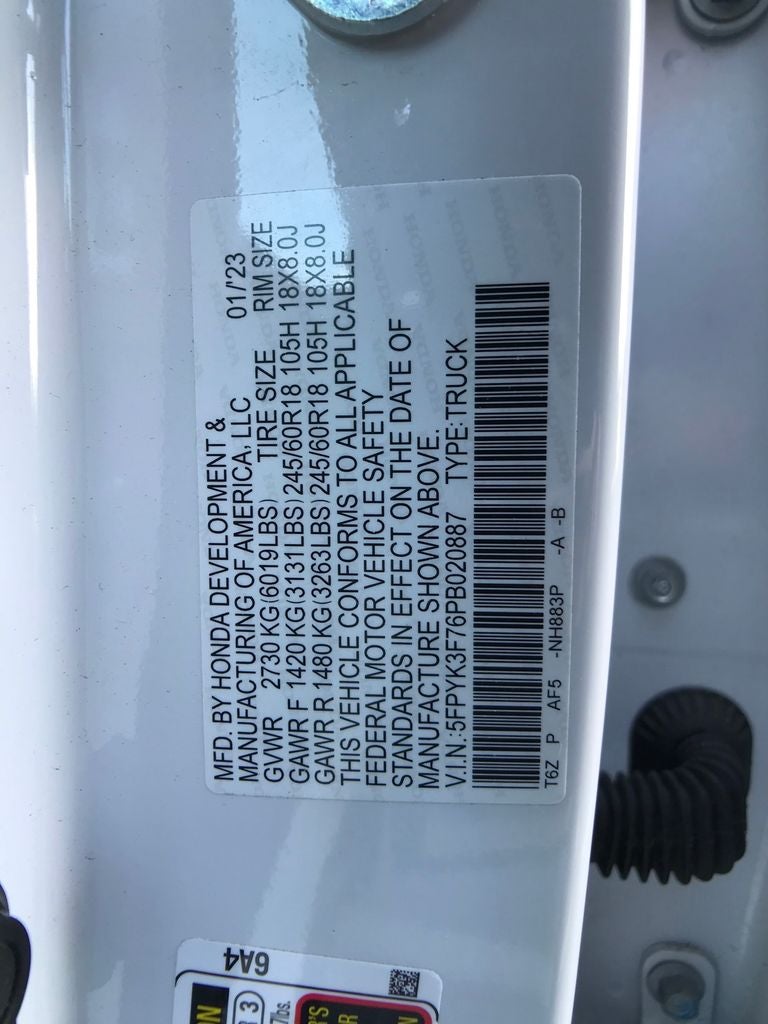 MFD. BY HONDA DEVELOPMENT &
MANUFACTURING OF AMERICA, LLC 01/'23
GVWR 2730 KG(6019LBS) TIRE SIZE RIM SIZE
GAWR F 1420 KG(3131LBS)245/60R18 105H 18X8.0J
GAWR R 1480 KG(3263LBS)245/60R18 105H 18X8.0J
THIS VEHICLE CONFORMS TO ALL APPLICABLE
FEDERAL MOTOR VEHICLE SAFETY
STANDARDS IN EFFECT ON THE DATE OF
MANUFACTURE SHOWN ABOVE.
V.I.N.:5FPYK3F76PB020887 TYPE:TRUCK
T6Z P AF5 -NH883P -A -B
6A4